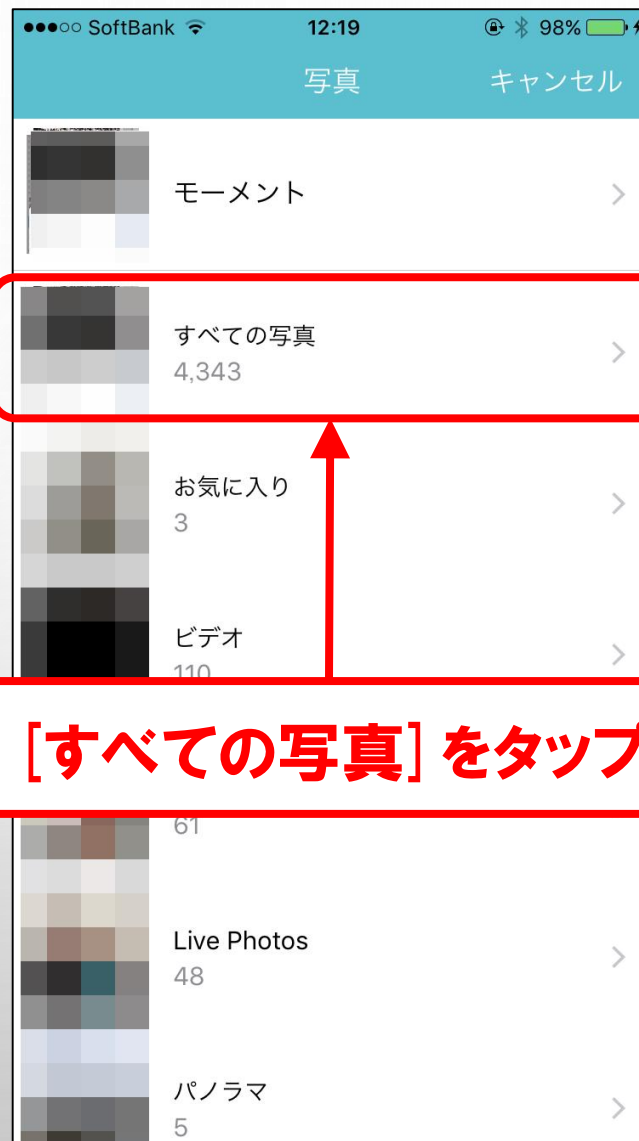 ●●●○○ SoftBank 12:19 98%
写真 キャンセル
モーメント
すべての写真
4,343
お気に入り
3
ビデオ
110
[すべての写真]をタップ
61
Live Photos
48
パノラマ
5